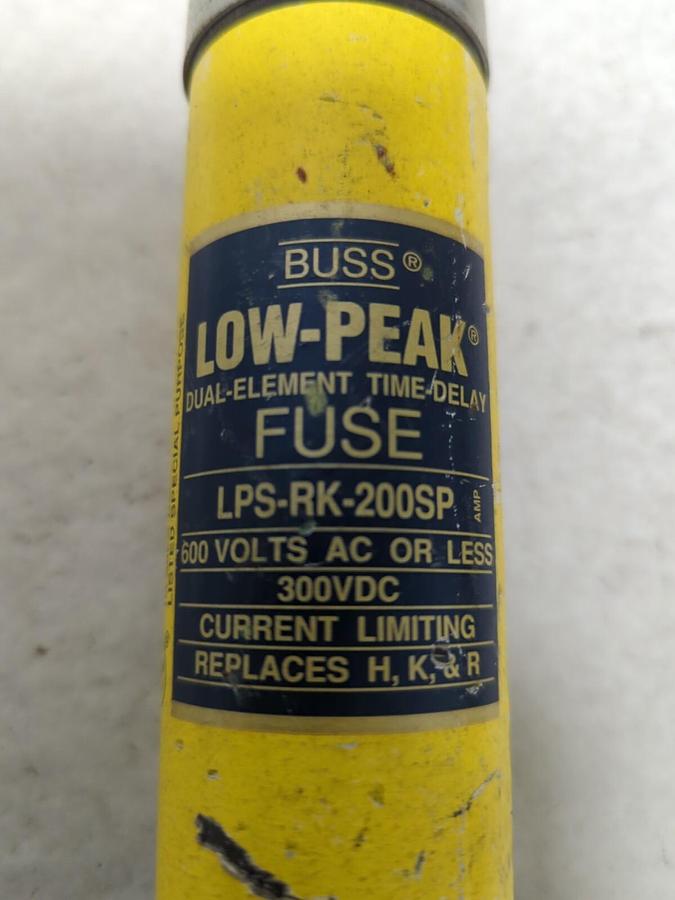 BUSS®
LOW-PEAK®
DUAL-ELEMENT TIME-DELAY
FUSE
LPS-RK-200SP AMP
600 VOLTS AC OR LESS
300VDC
CURRENT LIMITING
REPLACES H, K, & R
LISTED SPECIAL PURPOSE